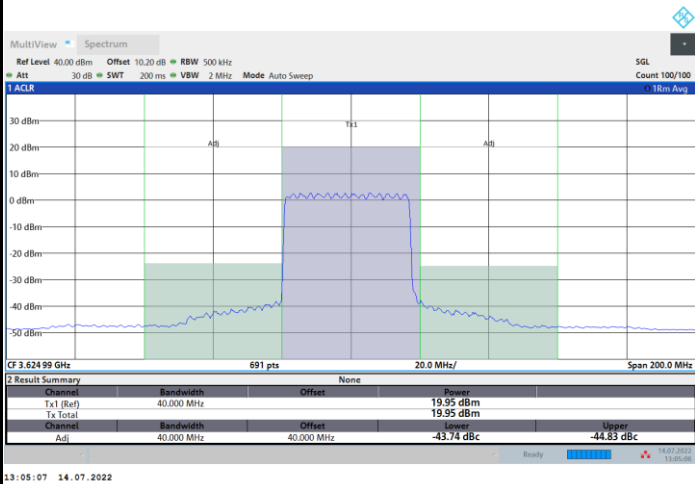 MultiView Spectrum
Ref Level 40.00 dBm Offset 10.20 dB RBW 500 kHz SGL
Att 30 dB SWT 200 ms VBW 2 MHz Mode Auto Sweep Count 100/100
1 ACLR 1Rm Avg
30 dBm
Tx1
20 dBm
Adj Adj
10 dBm
0 dBm
-10 dBm
-20 dBm
-30 dBm
-40 dBm
-50 dBm
CF 3.624 99 GHz 691 pts 20.0 MHz/ Span 200.0 MHz
2 Result Summary None
Channel Bandwidth Offset Power
Tx1 (Ref) 40.000 MHz 19.95 dBm
Tx Total 19.95 dBm
Channel Bandwidth Offset Lower Upper
Adj 40.000 MHz 40.000 MHz -43.74 dBc -44.83 dBc
Ready 14.07.2022
13:05:06
13:05:07 14.07.2022